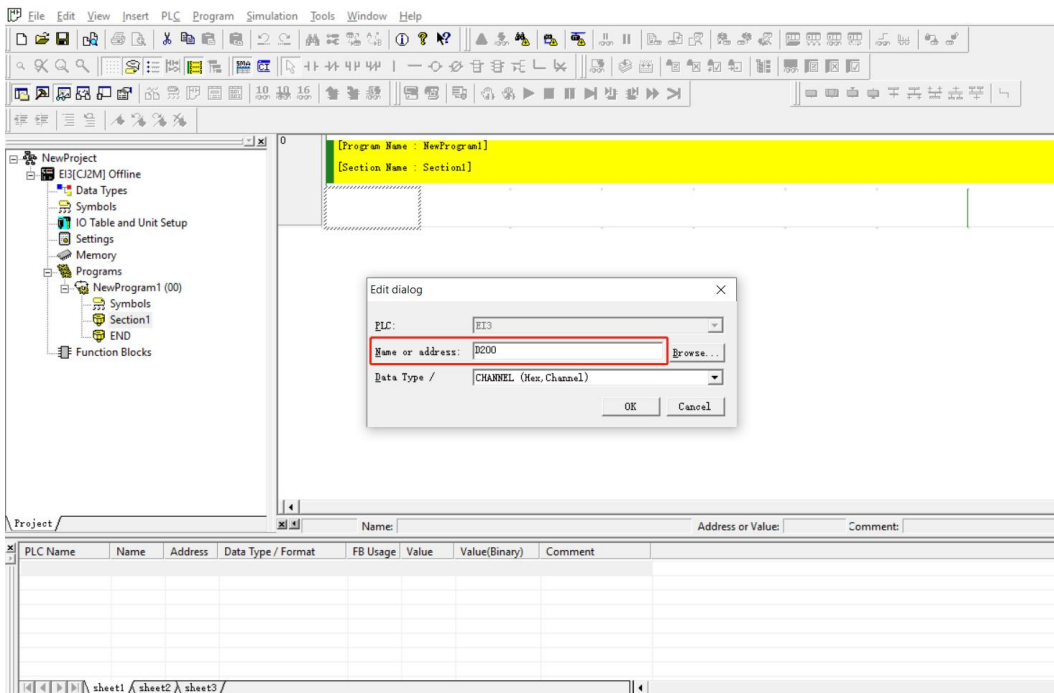 File Edit View Insert PLC Program Simulation Tools Window Help
10 10 16
0
[Program Name : NewProgram1]
[Section Name : Section1]
NewProject
EI3[CJ2M] Offline
Data Types
Symbols
IO Table and Unit Setup
Settings
Memory
Programs
NewProgram1 (00)
Symbols
Section1
END
Function Blocks
Edit dialog
PLC: EI3
Name or address: D200 Browse...
Data Type / CHANNEL (Hex,Channel)
OK Cancel
Project
Name: Address or Value: Comment:
PLC Name Name Address Data Type / Format FB Usage Value Value(Binary) Comment
sheet1 sheet2 sheet3